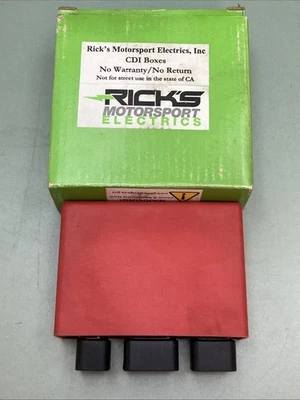 Rick's Motorsport Electrics, Inc
CDI Boxes
No Warranty/No Return
Not for street use in the state of CA
RICK'S
MOTORSPORT
ELECTRICS